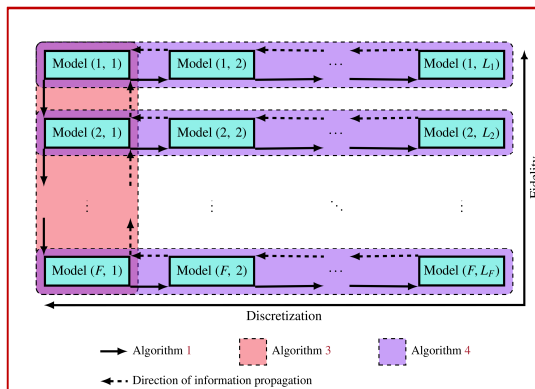 Model (1, 1) Model (1, 2) ... Model (1, L₁)
Model (2, 1) Model (2, 2) ... Model (2, L₂)
Model (F, 1) Model (F, 2) ... Model (F, L_F)
Fidelity
Discretization
Algorithm 1 Algorithm 3 Algorithm 4
Direction of information propagation